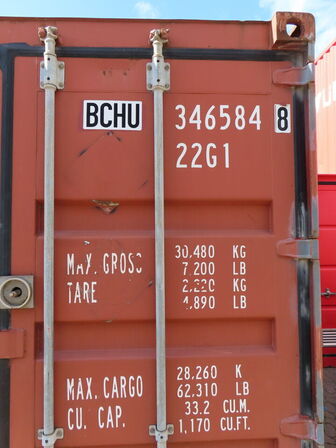 BCHU 346584 8
22G1
MAX. GROSS 30,480 KG
7,200 LB
TARE 2,220 KG
4,890 LB
MAX. CARGO 28,260 K
62,310 LB
CU. CAP. 33.2 CU.M.
1,170 CU.FT.